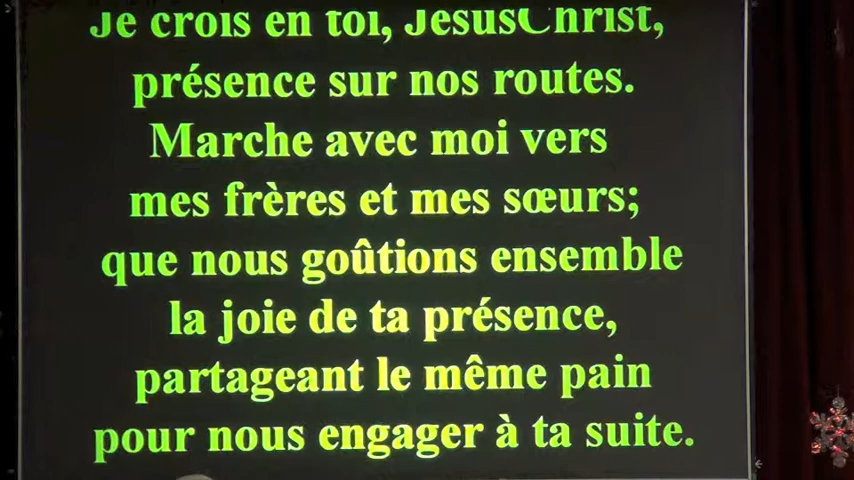 Je crois en toi, JesusChrist,
présence sur nos routes.
Marche avec moi vers
mes frères et mes sœurs;
que nous goûtions ensemble
la joie de ta présence,
partageant le même pain
pour nous engager à ta suite.